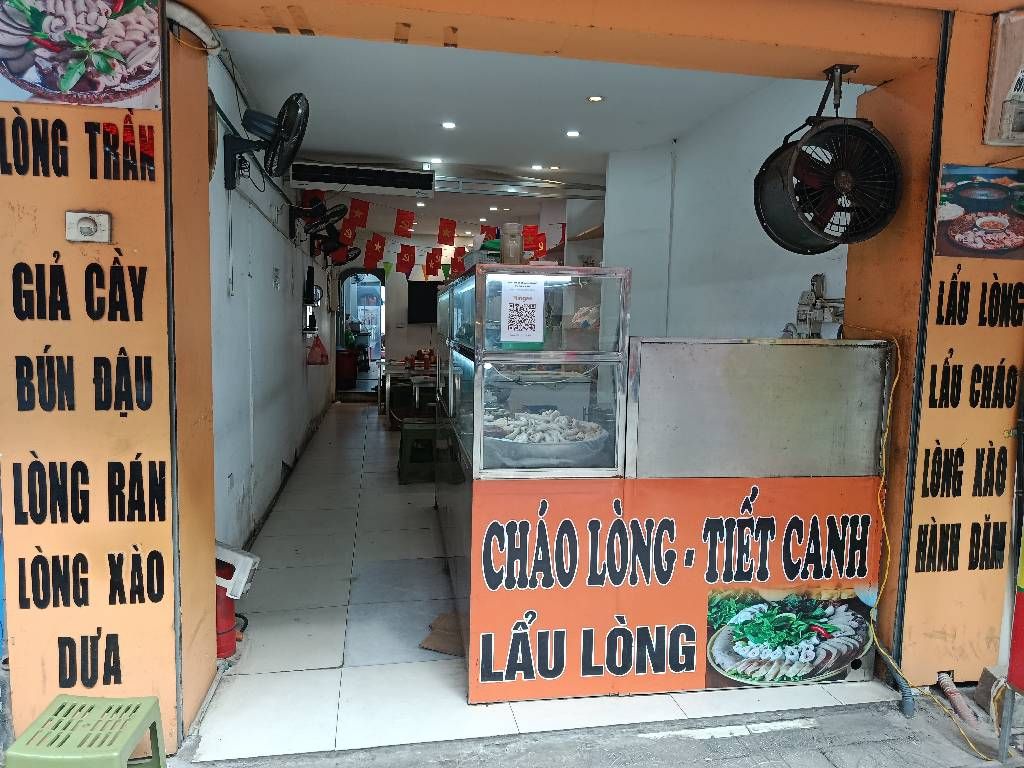 LÒNG TRẦN
GIẢ CẦY
BÚN ĐẬU
LÒNG RÁN
LÒNG XÀO
DƯA
CHÁO LÒNG - TIẾT CANH
LẨU LÒNG
LẨU LÒNG
LẨU CHÁO
LÒNG XÀO
HÀNH DĂM